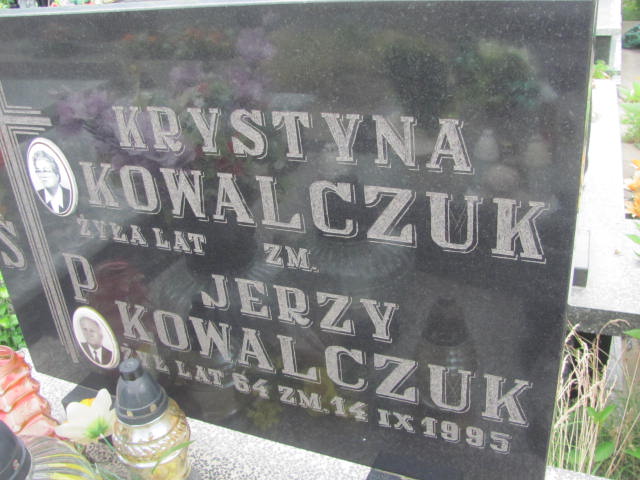 KRYSTYNA
KOWALCZUK
ŻYŁA LAT ZM.
S P
JERZY
KOWALCZUK
ŻYŁ LAT 64 ZM. 14 IX 1995